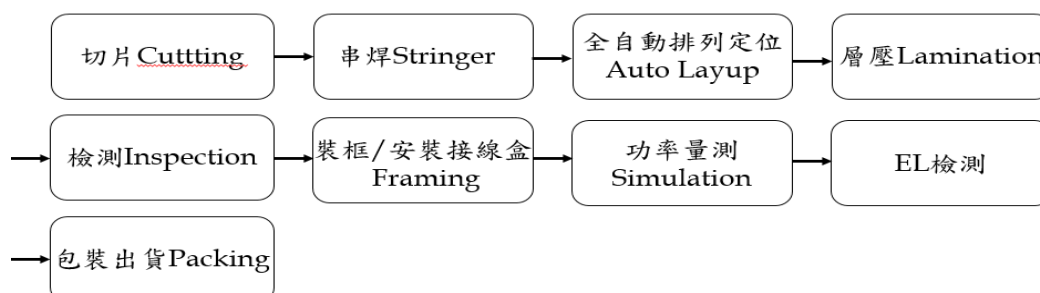 切片Cuttting
串焊Stringer
全自動排列定位
Auto Layup
層壓Lamination
檢測Inspection
裝框/安裝接線盒
Framing
功率量測
Simulation
EL檢測
包裝出貨Packing